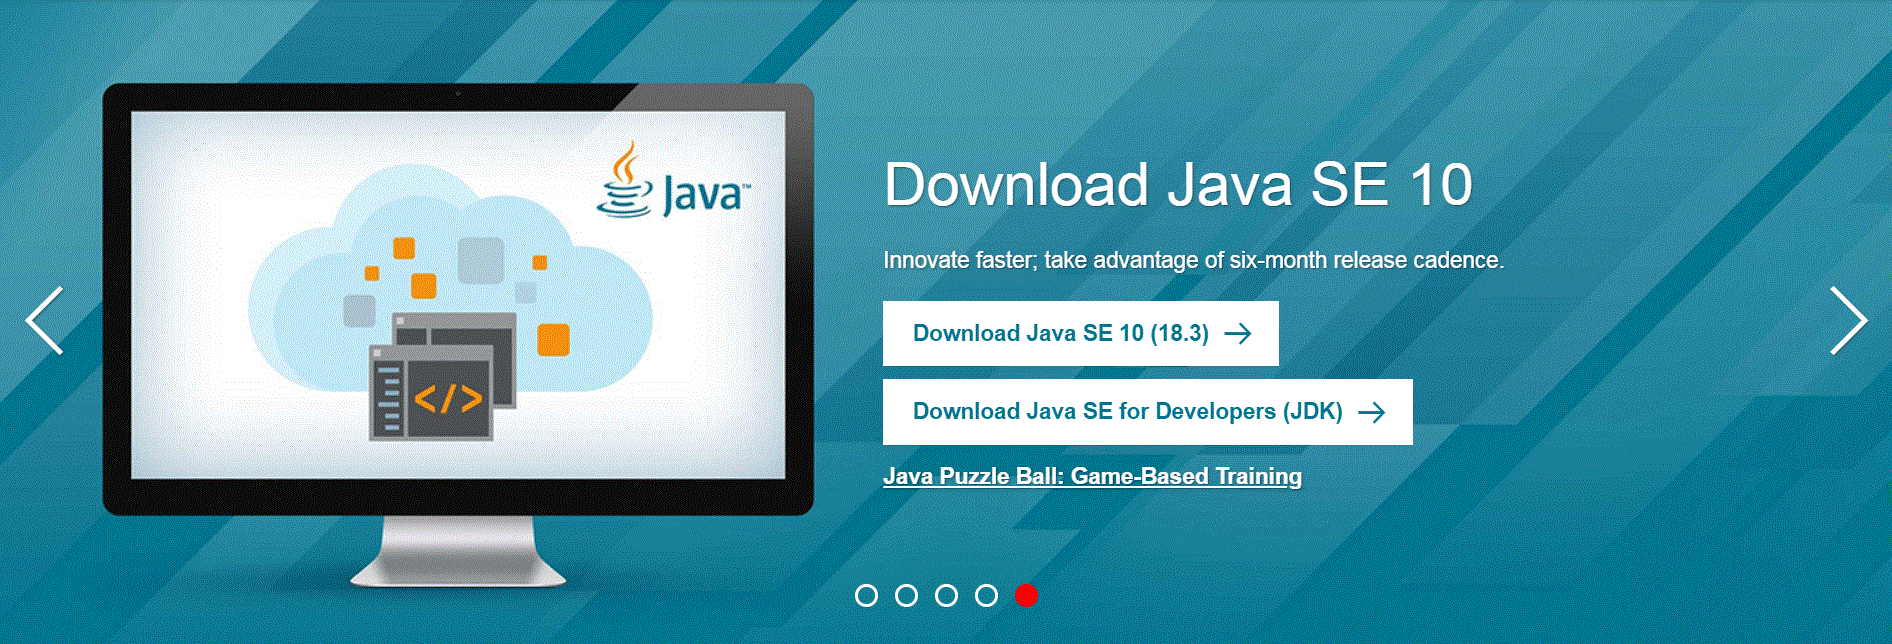 Java™
</>
Download Java SE 10
Innovate faster; take advantage of six-month release cadence.
Download Java SE 10 (18.3)
Download Java SE for Developers (JDK)
Java Puzzle Ball: Game-Based Training